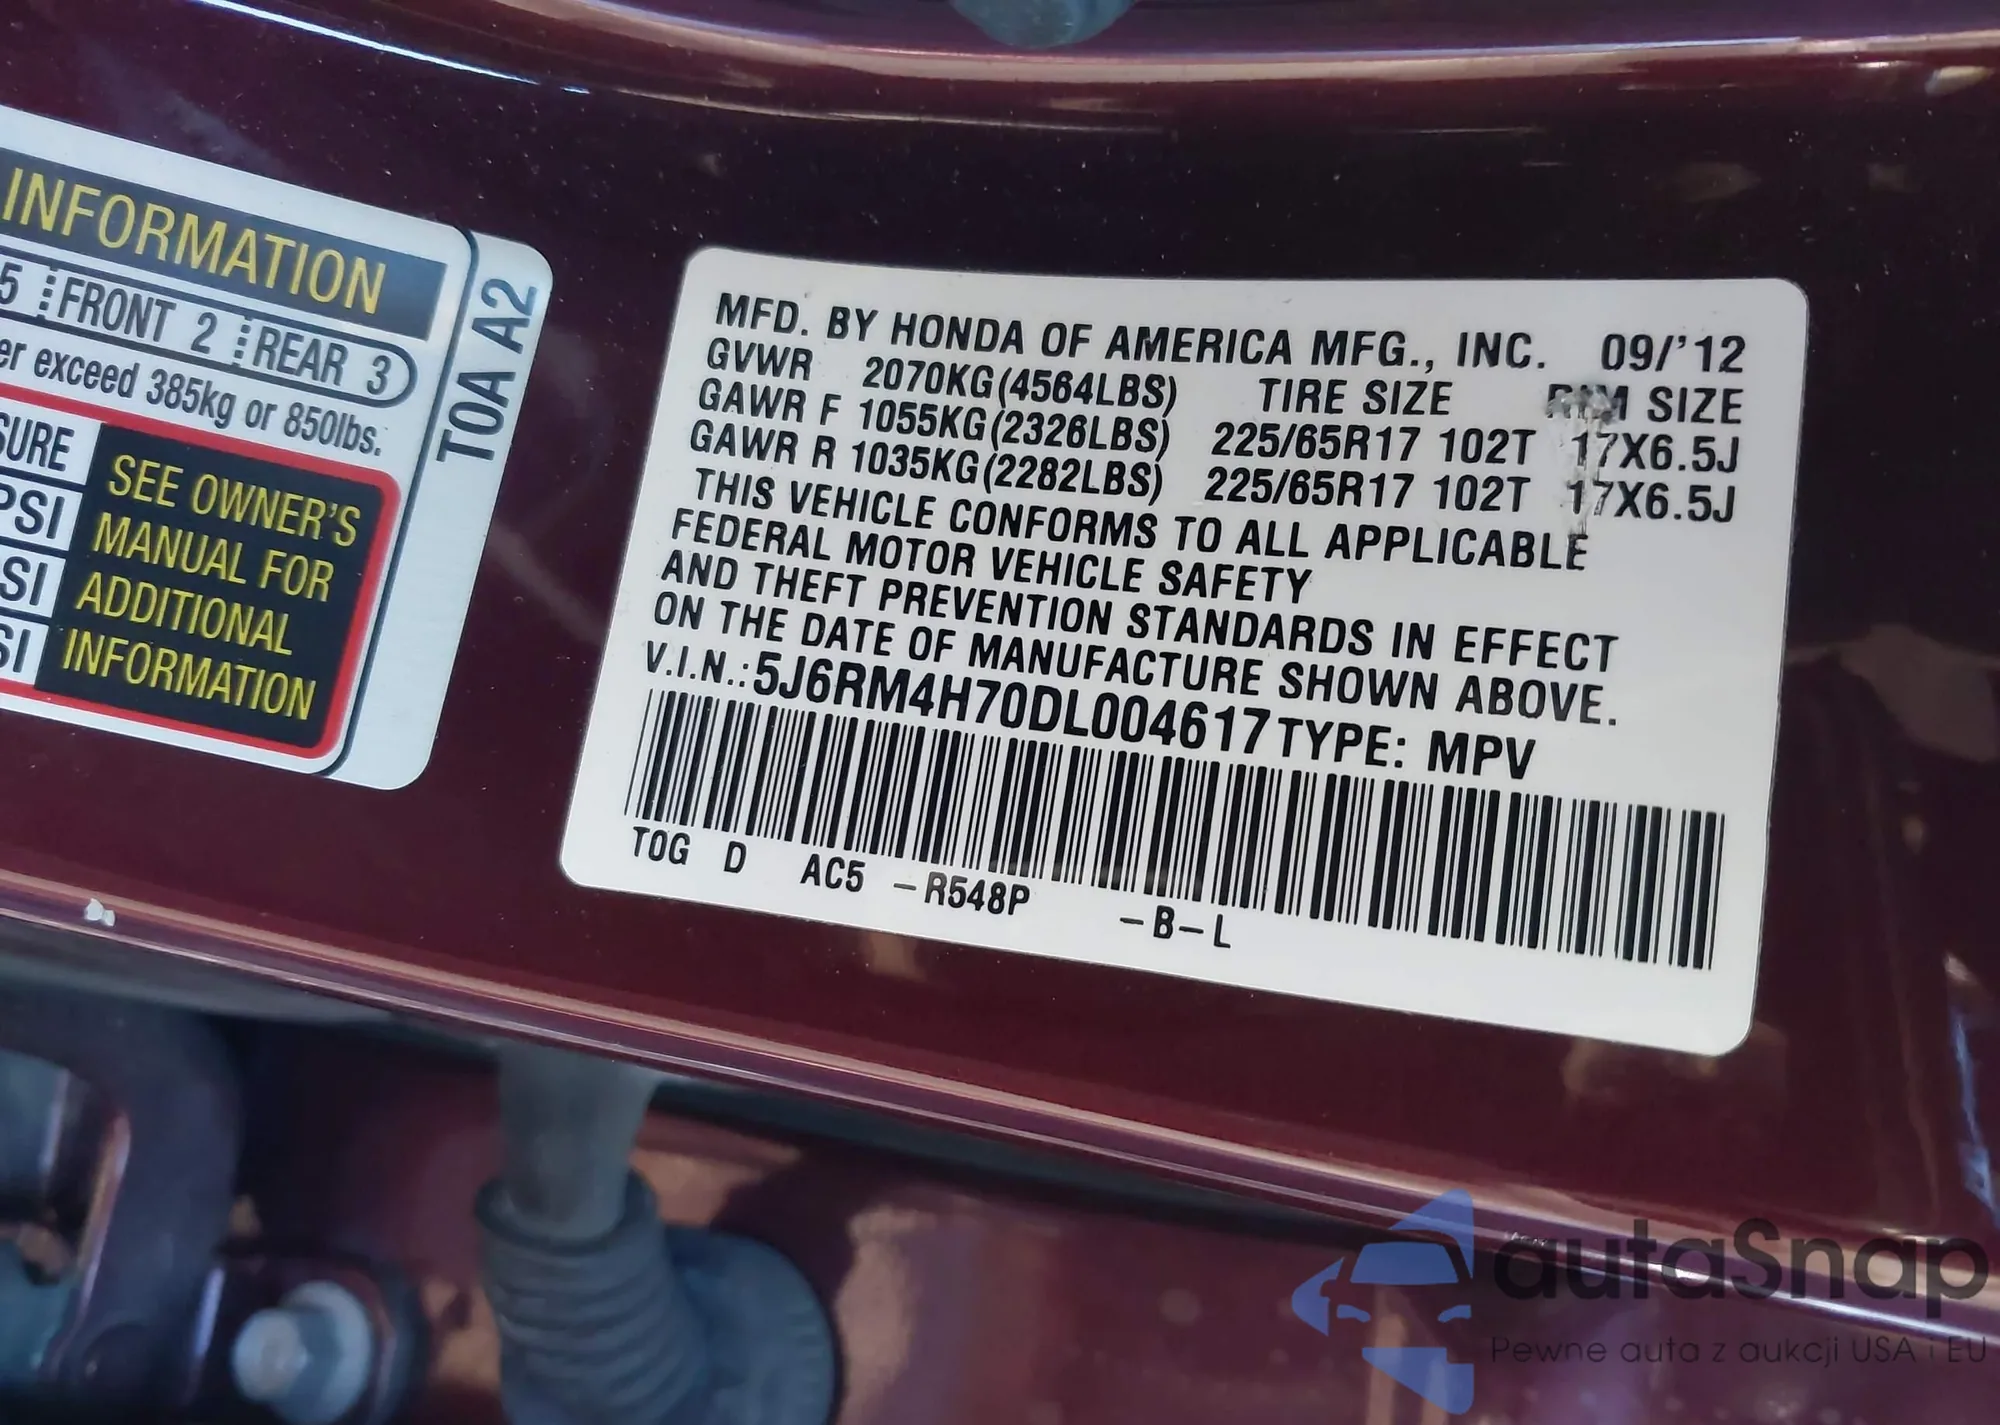 INFORMATION
5 FRONT 2 REAR 3
er exceed 385kg or 850lbs.
SURE
PSI
SI
SI
SEE OWNER'S
MANUAL FOR
ADDITIONAL
INFORMATION
T0A A2
MFD. BY HONDA OF AMERICA MFG., INC. 09/'12
GVWR 2070KG(4564LBS) TIRE SIZE RIM SIZE
GAWR F 1055KG(2326LBS) 225/65R17 102T 17X6.5J
GAWR R 1035KG(2282LBS) 225/65R17 102T 17X6.5J
THIS VEHICLE CONFORMS TO ALL APPLICABLE
FEDERAL MOTOR VEHICLE SAFETY
AND THEFT PREVENTION STANDARDS IN EFFECT
ON THE DATE OF MANUFACTURE SHOWN ABOVE.
V.I.N.:5J6RM4H70DL004617 TYPE: MPV
T0G D AC5 -R548P -B-L
autaSnap
Pewne auta z aukcji USA i EU